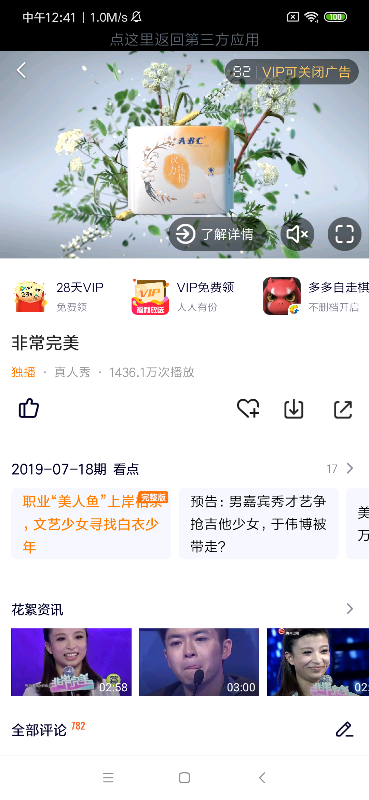 中午12:41 | 1.0M/s
100
点这里返回第三方应用
82 | VIP可关闭广告
ABC
了解详情
28天VIP
免费领
VIP
VIP免费领
人人有份
多多自走棋
不删档开启
非常完美
独播 · 真人秀 · 1436.1万次播放
2019-07-18期 看点
17
职业“美人鱼”上岸相亲
完整版
，文艺少女寻找白衣少
年
预告：男嘉宾秀才艺争
抢吉他少女，于伟博被
带走？
美
万
花絮资讯
非常完美
02:58
03:00
02:
全部评论 782